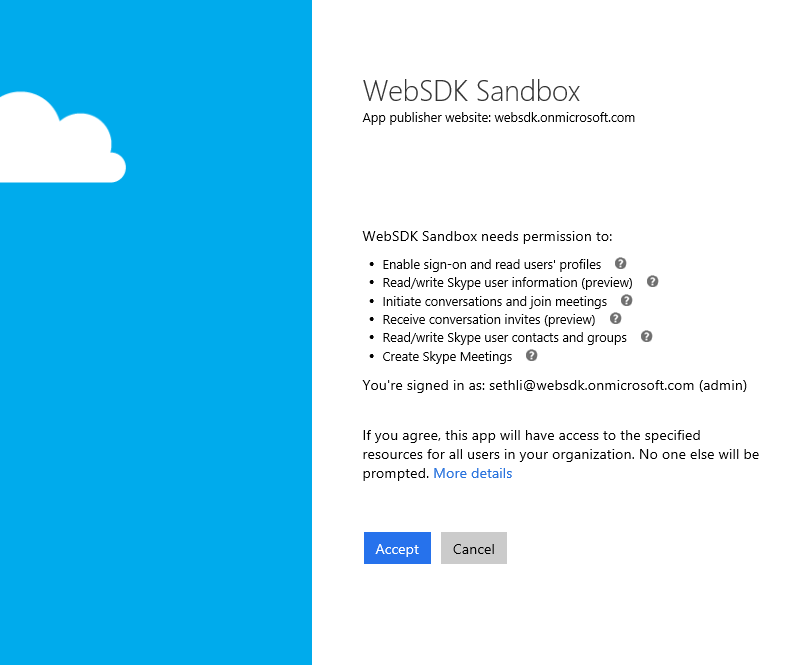 WebSDK Sandbox
App publisher website: websdk.onmicrosoft.com
WebSDK Sandbox needs permission to:
• Enable sign-on and read users' profiles ?
• Read/write Skype user information (preview) ?
• Initiate conversations and join meetings ?
• Receive conversation invites (preview) ?
• Read/write Skype user contacts and groups ?
• Create Skype Meetings ?
You're signed in as: sethli@websdk.onmicrosoft.com (admin)
If you agree, this app will have access to the specified
resources for all users in your organization. No one else will be
prompted. More details
Accept Cancel